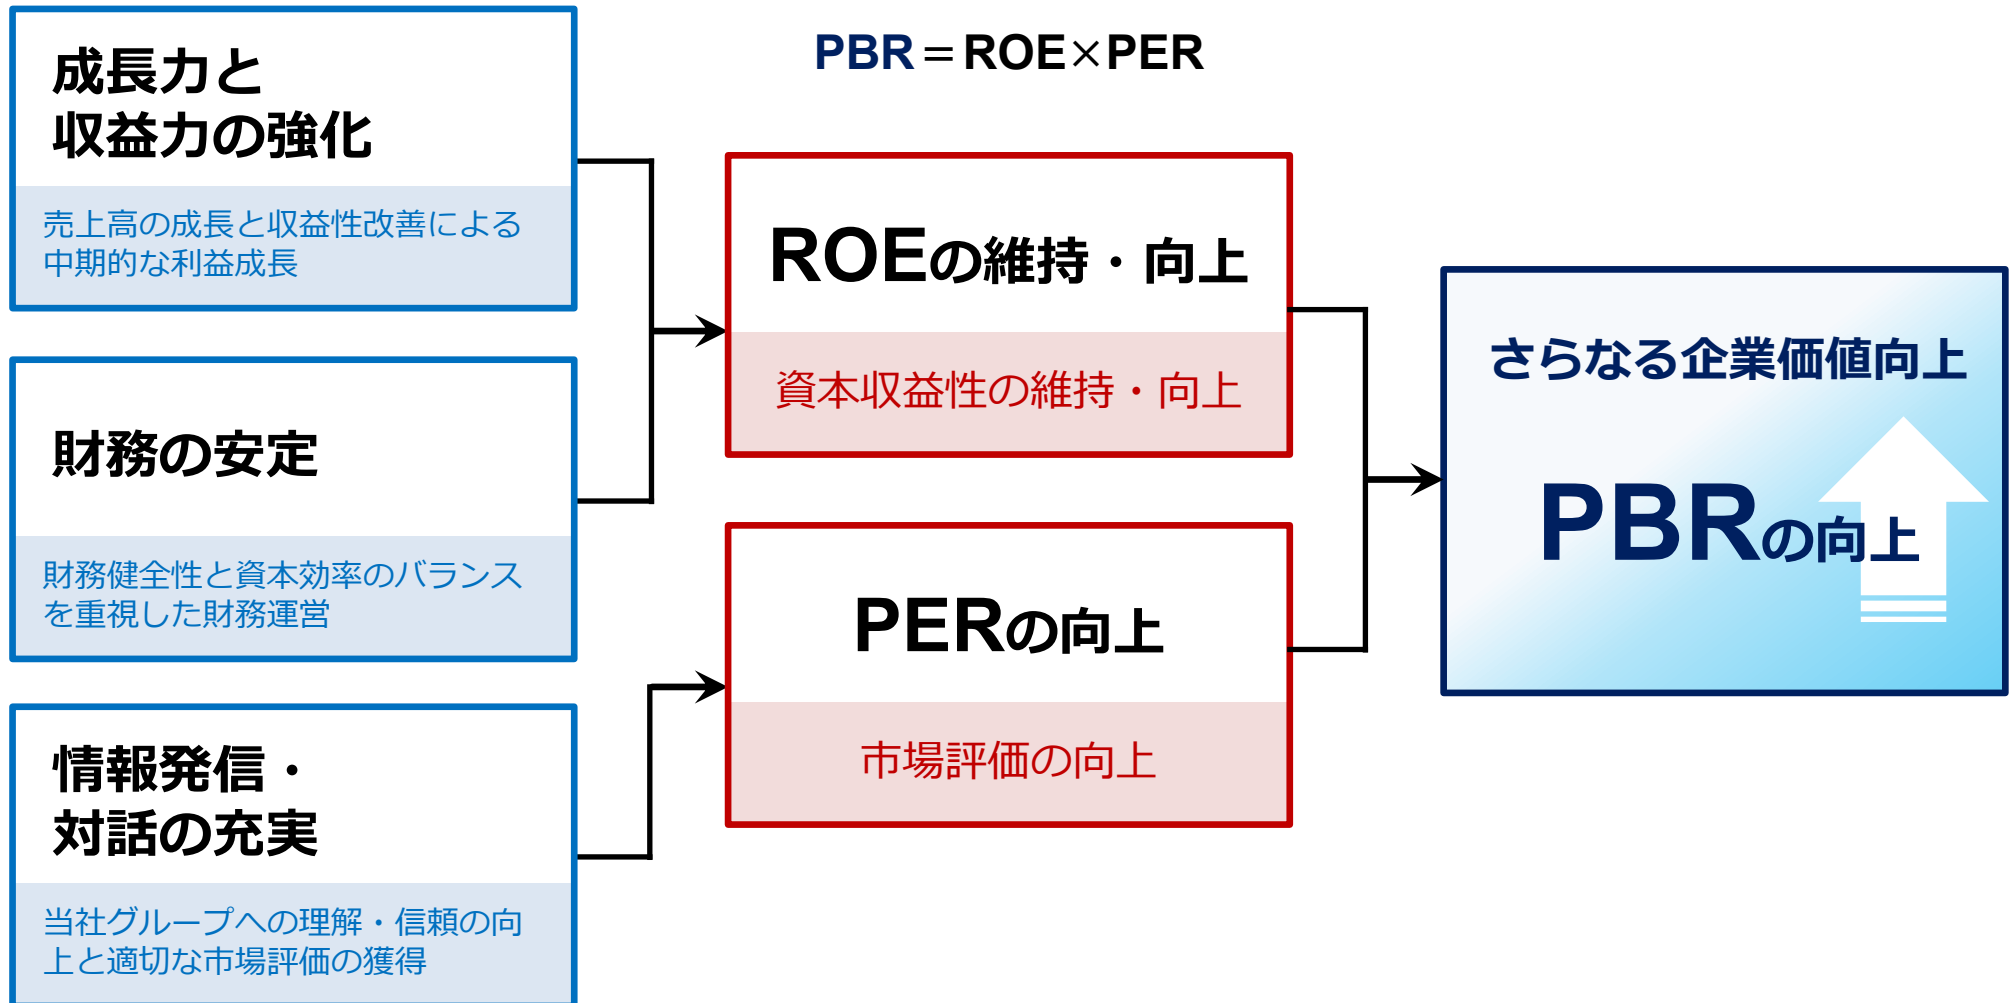 成長力と
収益力の強化
売上高の成長と収益性改善による
中期的な利益成長
財務の安定
財務健全性と資本効率のバランス
を重視した財務運営
情報発信・
対話の充実
当社グループへの理解・信頼の向
上と適切な市場評価の獲得
PBR＝ROE×PER
ROEの維持・向上
資本収益性の維持・向上
PERの向上
市場評価の向上
さらなる企業価値向上
PBRの向上